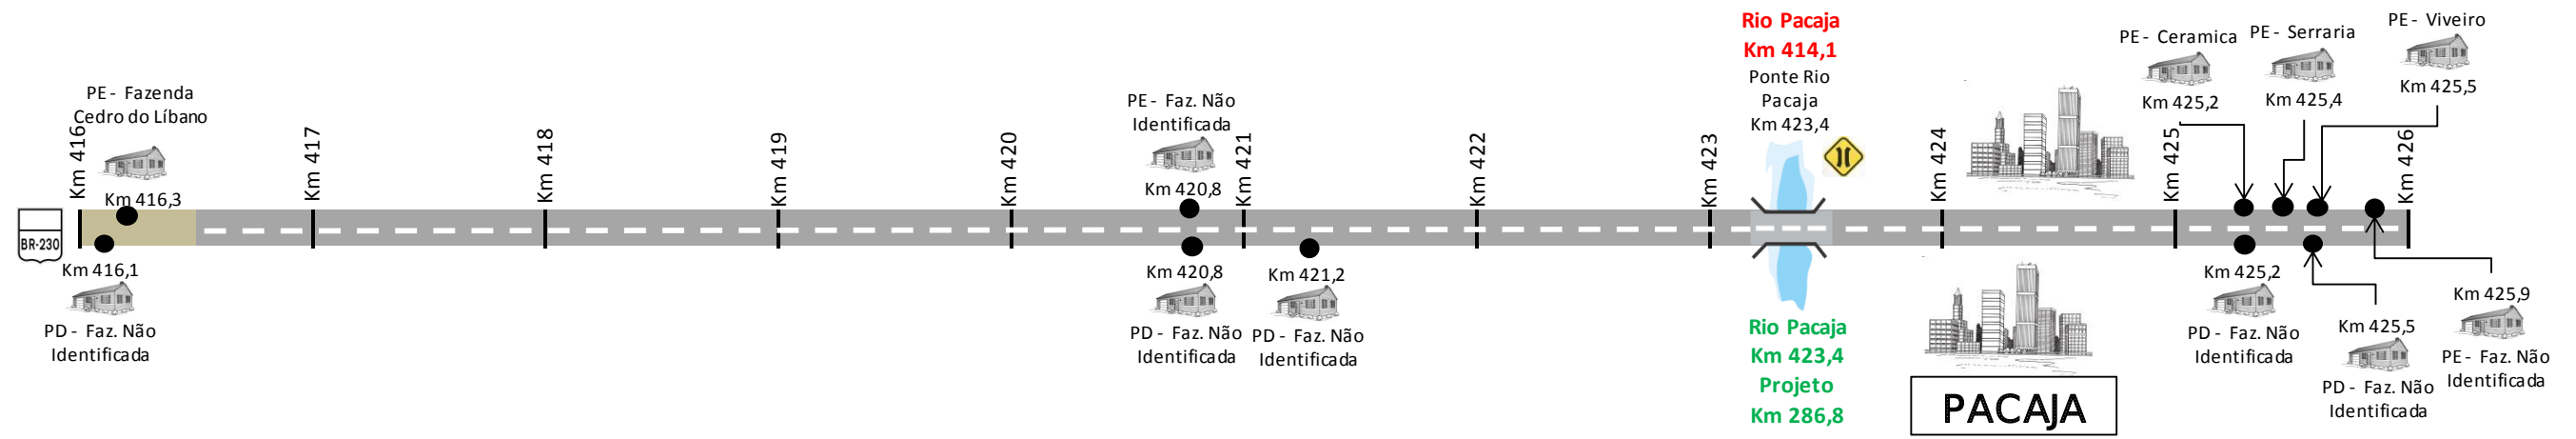 BR-230
Km 416
PE - Fazenda
Cedro do Líbano
Km 416,3
Km 416,1
PD - Faz. Não
Identificada
Km 417
Km 418
Km 419
Km 420
PE - Faz. Não
Identificada
Km 420,8
Km 420,8
PD - Faz. Não
Identificada
Km 421
Km 421,2
PD - Faz. Não
Identificada
Km 422
Km 423
Rio Pacaja
Km 414,1
Ponte Rio
Pacaja
Km 423,4
Rio Pacaja
Km 423,4
Projeto
Km 286,8
Km 424
PACAJA
Km 425
PE - Ceramica
Km 425,2
PE - Serraria
Km 425,4
PE - Viveiro
Km 425,5
Km 426
Km 425,2
PD - Faz. Não
Identificada
Km 425,5
PD - Faz. Não
Identificada
Km 425,9
PE - Faz. Não
Identificada